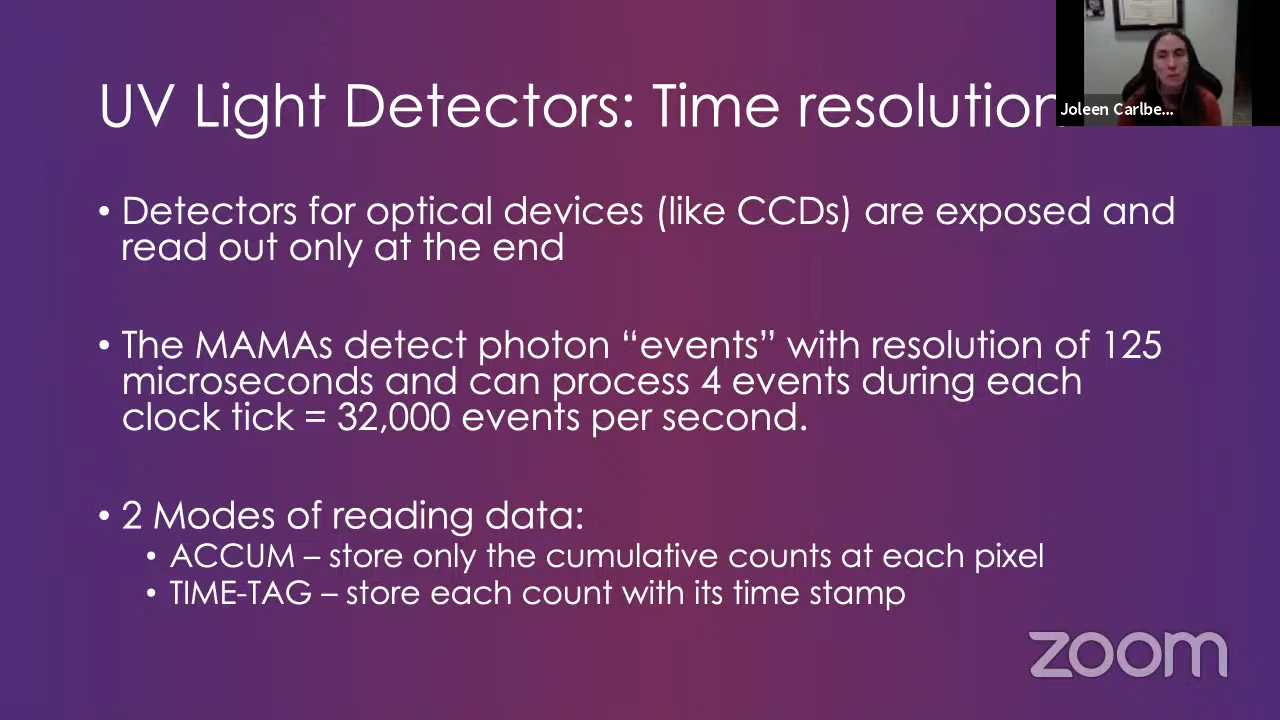 UV Light Detectors: Time resolution
Joleen Carlbe...
• Detectors for optical devices (like CCDs) are exposed and
read out only at the end
• The MAMAs detect photon “events” with resolution of 125
microseconds and can process 4 events during each
clock tick = 32,000 events per second.
• 2 Modes of reading data:
• ACCUM – store only the cumulative counts at each pixel
• TIME-TAG – store each count with its time stamp
zoom